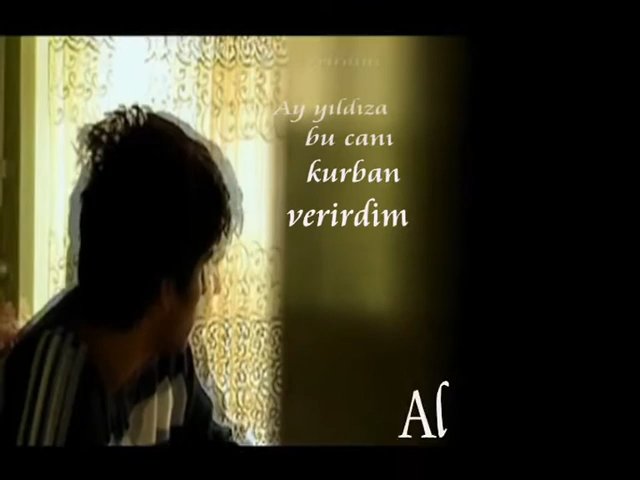 Ay yıldıza
bu canı
kurban
verirdim
Al